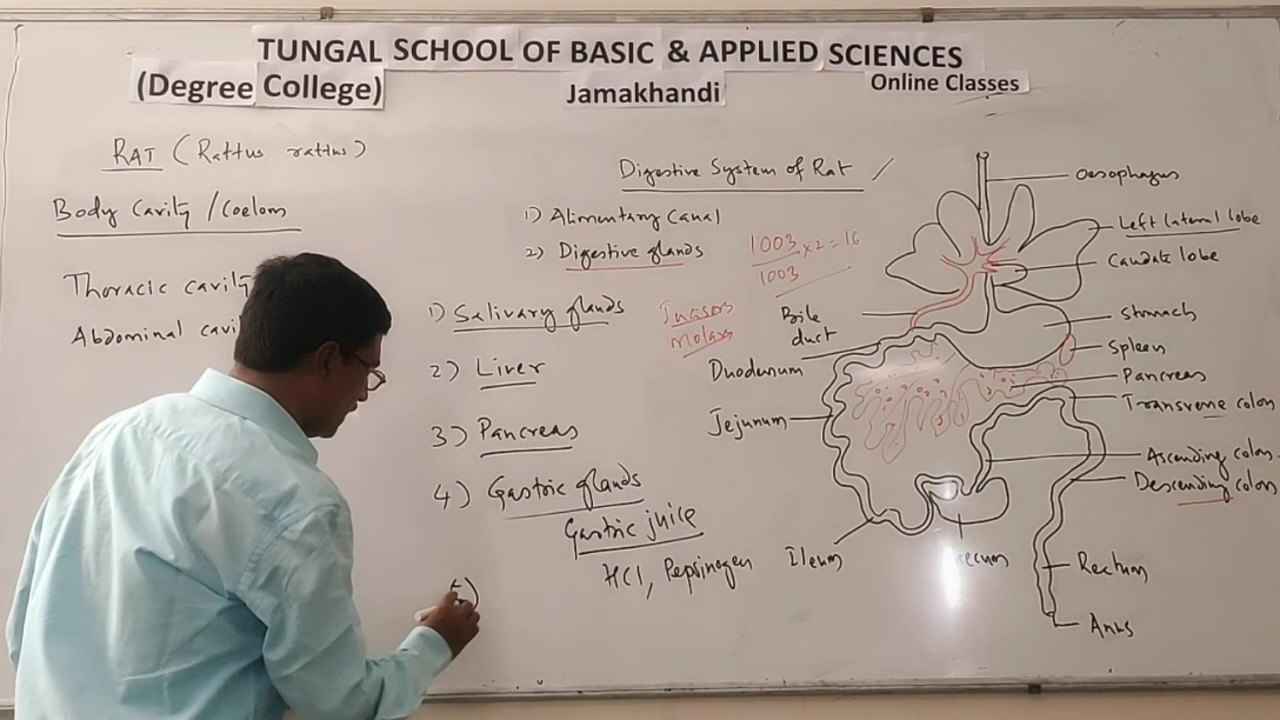 TUNGAL SCHOOL OF BASIC & APPLIED SCIENCES
(Degree College)
Jamakhandi
Online Classes
RAT (Rattus rattus)
Body Cavity / Coelom
Thoracic cavity
Abdominal cavi
Digestive System of Rat
1) Alimentary Canal
2) Digestive glands
1003 x 2 = 16
1003
1) Salivary glands
Incisors
Molars
2) Liver
3) Pancreas
4) Gastric glands
Gastric juice
HCl, Pepsinogen
5)
Oesophagus
Left lateral lobe
Caudate lobe
Bile duct
Stomach
Spleen
Duodenum
Pancreas
Transverse colon
Jejunum
Ascending colon
Descending colon
Ileum
Rectum
Anus